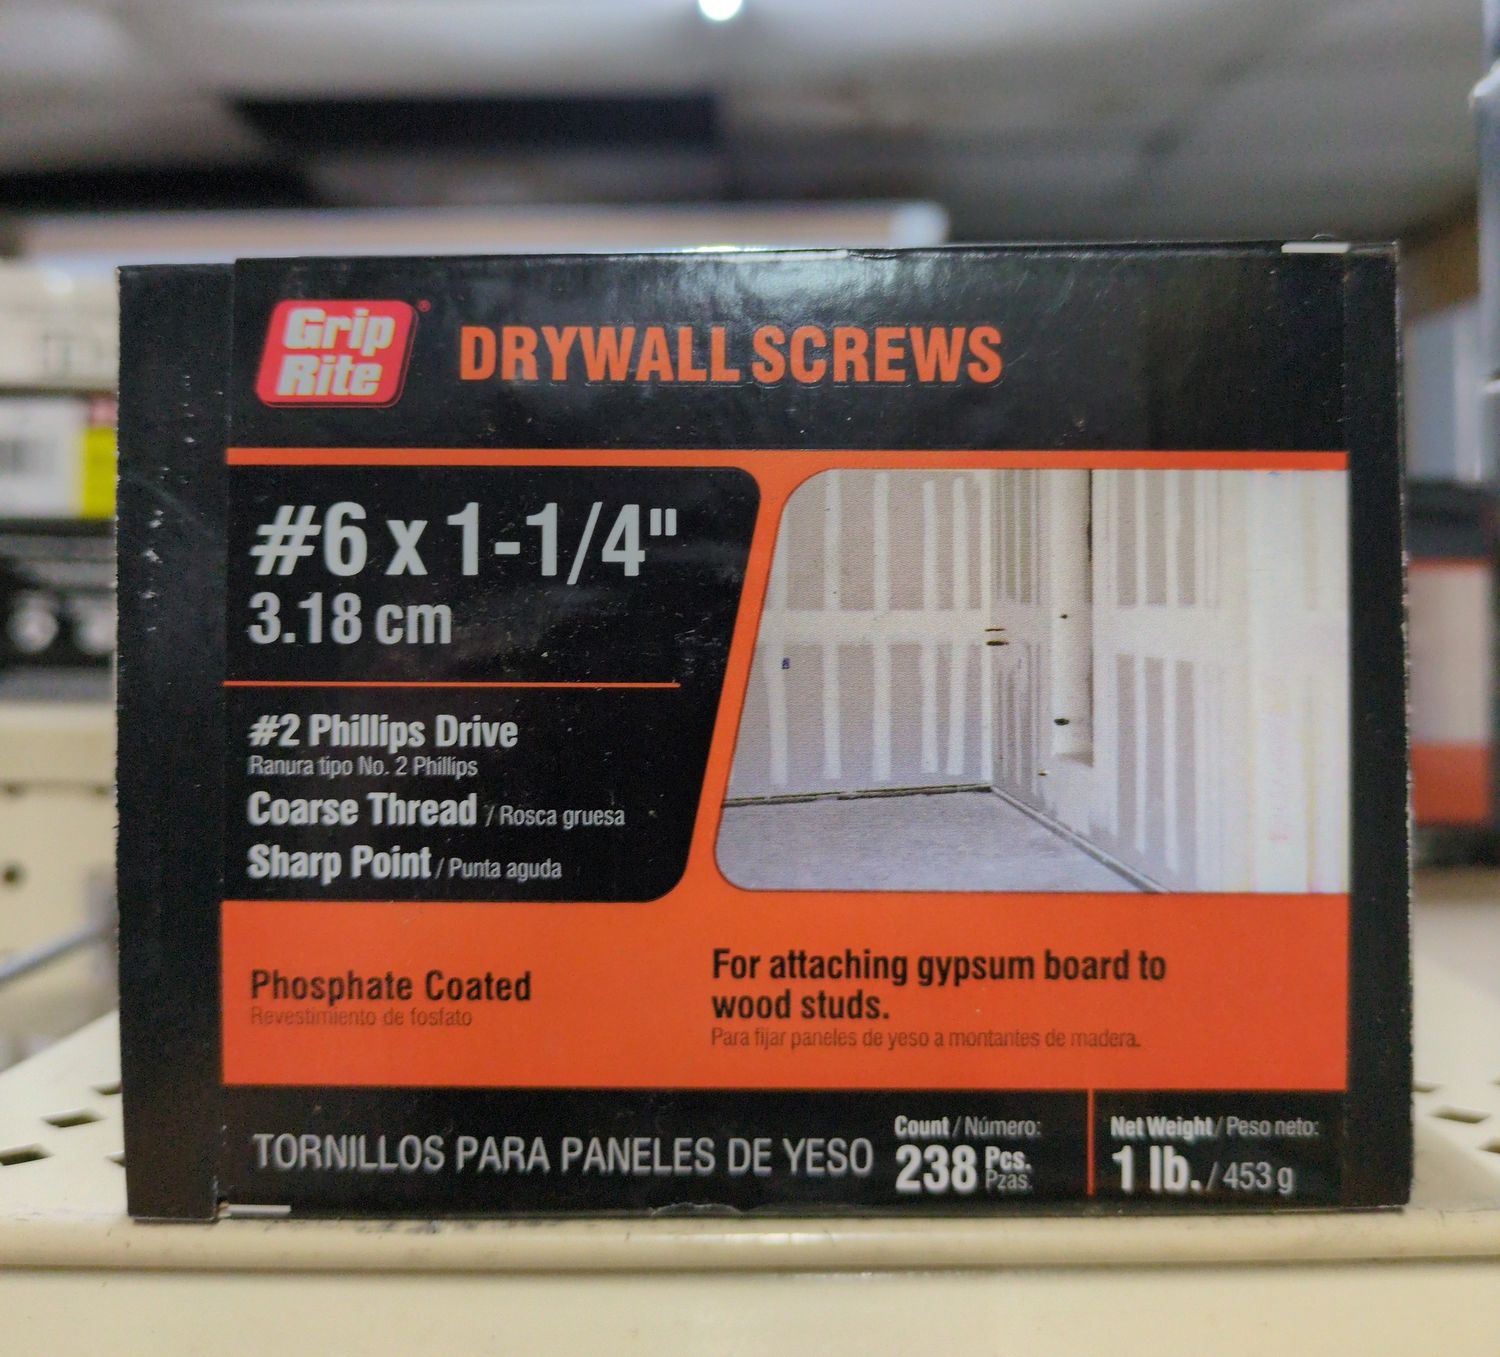 Grip
Rite®
DRYWALL SCREWS
#6 x 1-1/4"
3.18 cm
#2 Phillips Drive
Ranura tipo No. 2 Phillips
Coarse Thread / Rosca gruesa
Sharp Point / Punta aguda
Phosphate Coated
Revestimiento de fosfato
For attaching gypsum board to
wood studs.
Para fijar paneles de yeso a montantes de madera.
TORNILLOS PARA PANELES DE YESO
Count / Número:
238 Pcs.
Pzas.
Net Weight / Peso neto:
1 lb. / 453 g